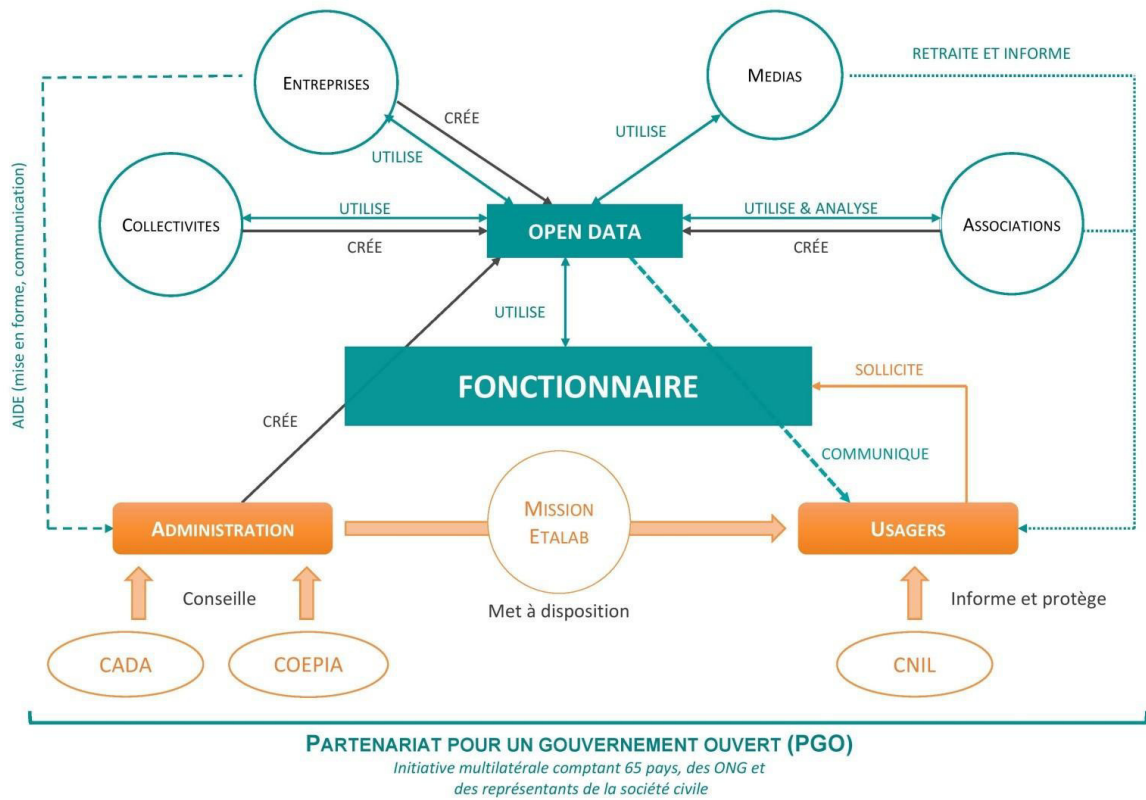 ENTREPRISES
MEDIAS
RETRAITE ET INFORME
CRÉE
UTILISE
UTILISE
AIDE (mise en forme, communication)
COLLECTIVITES
UTILISE
CRÉE
OPEN DATA
UTILISE & ANALYSE
CRÉE
ASSOCIATIONS
UTILISE
FONCTIONNAIRE
SOLLICITE
CRÉE
COMMUNIQUE
ADMINISTRATION
MISSION
ETALAB
USAGERS
Conseille
Met à disposition
Informe et protège
CADA
COEPIA
CNIL
PARTENARIAT POUR UN GOUVERNEMENT OUVERT (PGO)
Initiative multilatérale comptant 65 pays, des ONG et
des représentants de la société civile